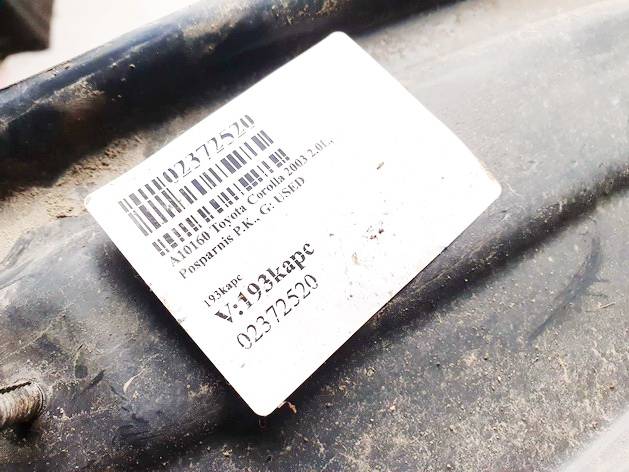 02372520
A10160 Toyota Corolla 2003 2.0L,
Posparnis P.K., G: USED
193kapc
V:193kapc
02372520